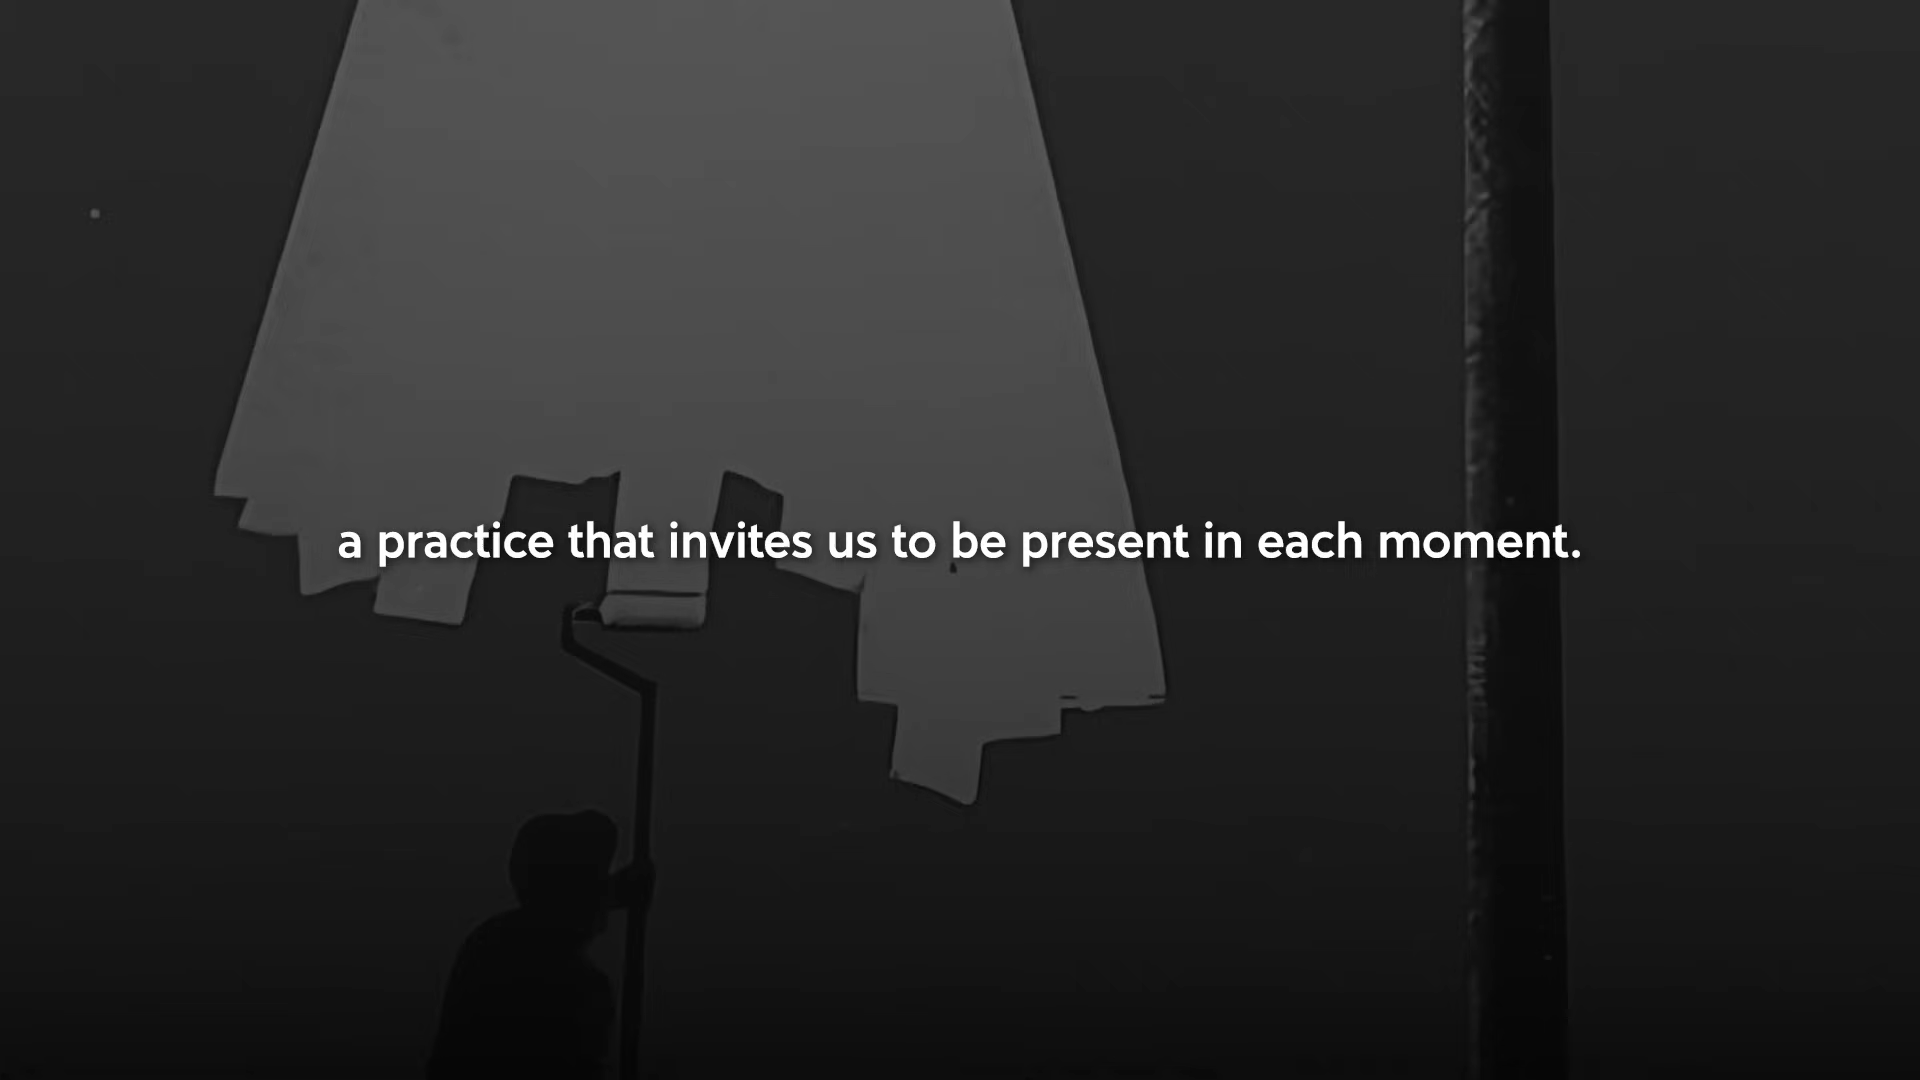 a practice that invites us to be present in each moment.